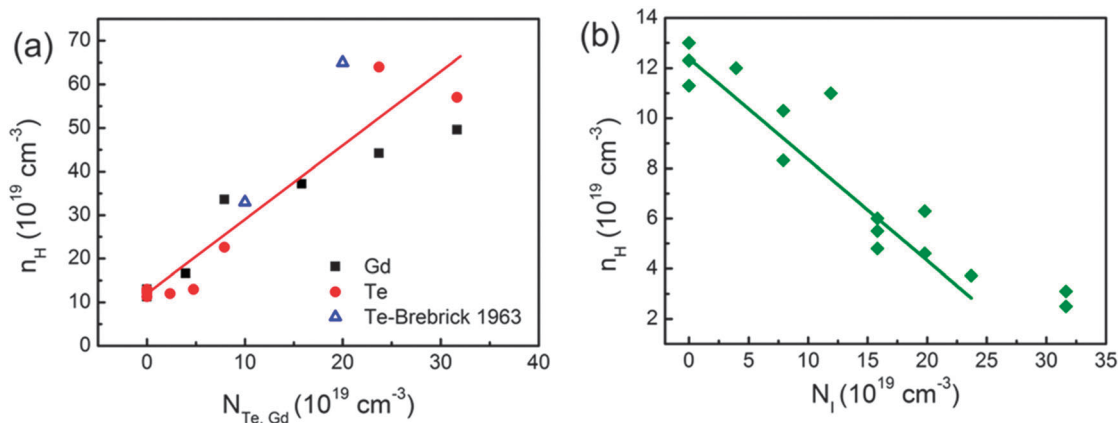 (a)
70
60
50
40
30
20
10
0
n_H (10^19 cm^-3)
0 10 20 30 40
N_Te, Gd (10^19 cm^-3)
Gd
Te
Te-Brebrick 1963
(b)
14
12
10
8
6
4
2
n_H (10^19 cm^-3)
0 5 10 15 20 25 30 35
N_I (10^19 cm^-3)